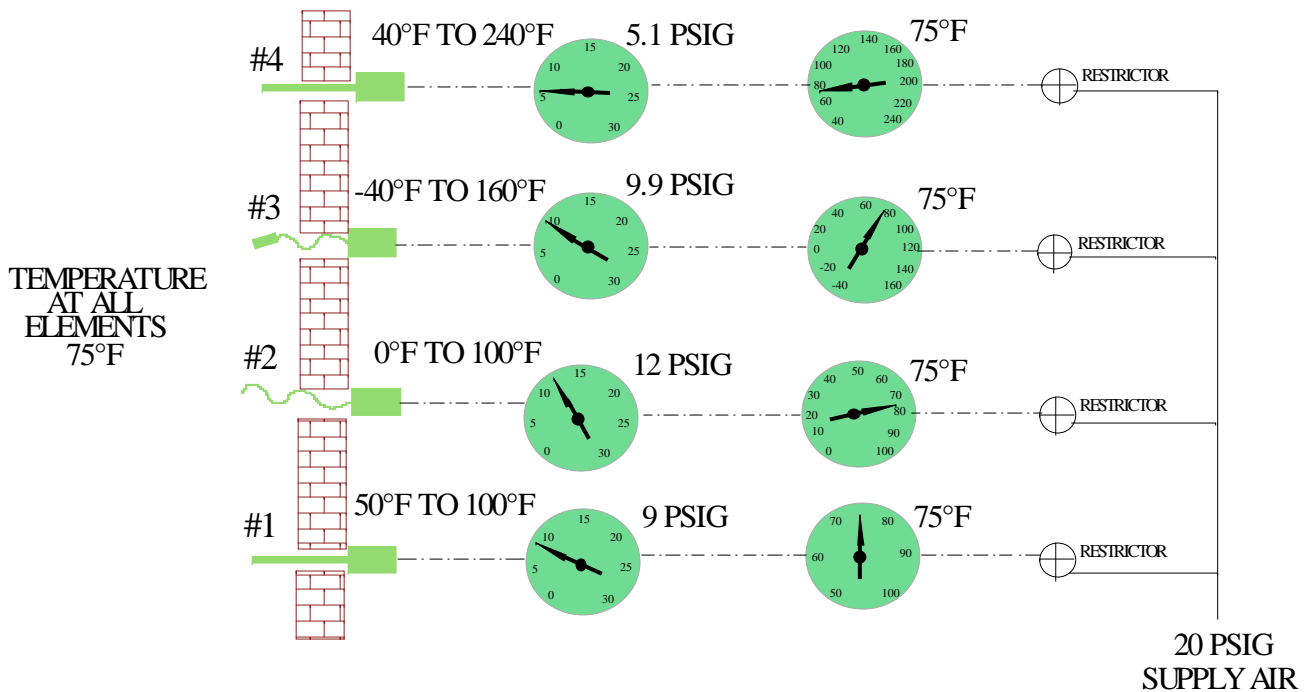 #4
40°F TO 240°F
5.1 PSIG
75°F
0 5 10 15 20 25 30
40 60 80 100 120 140 160 180 200 220 240
RESTRICTOR
#3
-40°F TO 160°F
9.9 PSIG
75°F
0 5 10 15 20 25 30
-40 -20 0 20 40 60 80 100 120 140 160
RESTRICTOR
TEMPERATURE
AT ALL
ELEMENTS
75°F
#2
0°F TO 100°F
12 PSIG
75°F
0 5 10 15 20 25 30
0 10 20 30 40 50 60 70 80 90 100
RESTRICTOR
#1
50°F TO 100°F
9 PSIG
75°F
0 5 10 15 20 25 30
50 60 70 80 90 100
RESTRICTOR
20 PSIG
SUPPLY AIR